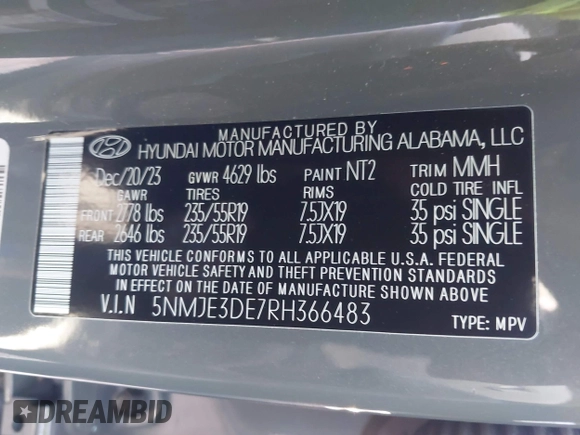 MANUFACTURED BY
HYUNDAI MOTOR MANUFACTURING ALABAMA, LLC
Dec/20/23 GVWR 4629 lbs PAINT NT2 TRIM MMH
GAWR TIRES RIMS COLD TIRE INFL
FRONT 2778 lbs 235/55R19 7.5JX19 35 psi SINGLE
REAR 2646 lbs 235/55R19 7.5JX19 35 psi SINGLE
THIS VEHICLE CONFORMS TO ALL APPLICABLE U.S.A. FEDERAL
MOTOR VEHICLE SAFETY AND THEFT PREVENTION STANDARDS
IN EFFECT ON THE DATE OF MANUFACTURE SHOWN ABOVE
V.I.N 5NMJE3DE7RH366483
TYPE: MPV
DREAMBID